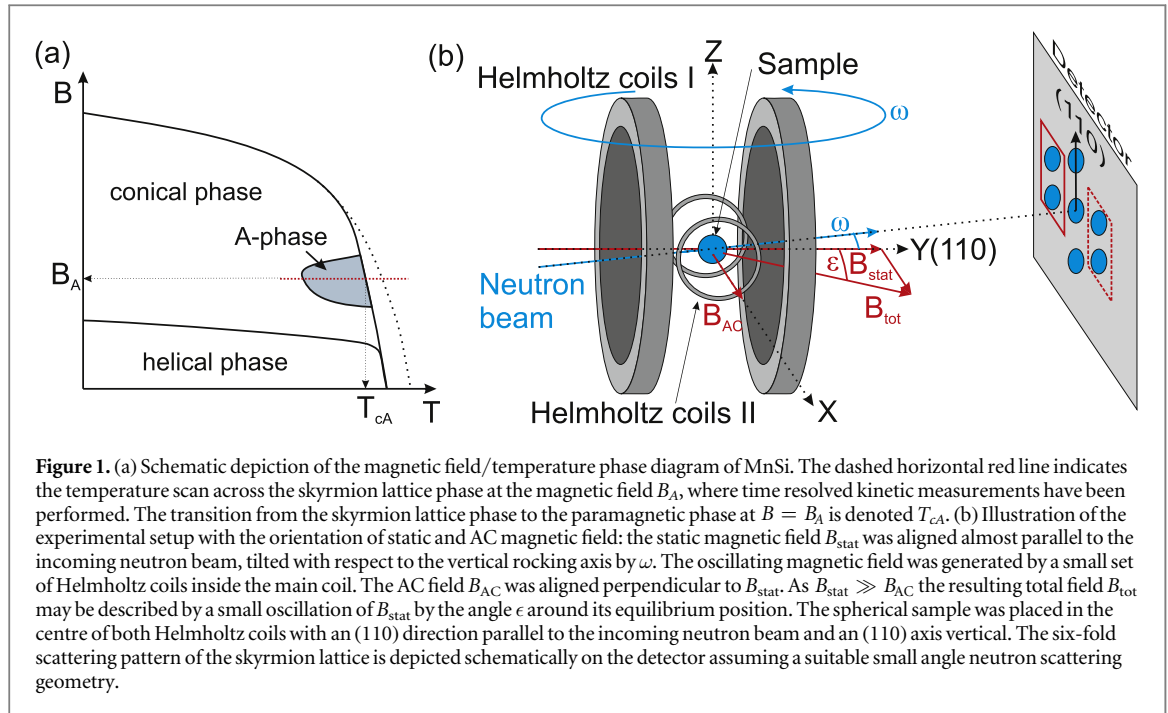 (a)
B
conical phase
A-phase
B_A
helical phase
T_cA
T
(b)
Helmholtz coils I
Z
Sample
ω
Detector
(110)
ω
Y(110)
ε
B_stat
Neutron
beam
B_AC
B_tot
Helmholtz coils II
X
Figure 1. (a) Schematic depiction of the magnetic field/temperature phase diagram of MnSi. The dashed horizontal red line indicates
the temperature scan across the skyrmion lattice phase at the magnetic field B_A, where time resolved kinetic measurements have been
performed. The transition from the skyrmion lattice phase to the paramagnetic phase at B = B_A is denoted T_cA. (b) Illustration of the
experimental setup with the orientation of static and AC magnetic field: the static magnetic field B_stat was aligned almost parallel to the
incoming neutron beam, tilted with respect to the vertical rocking axis by ω. The oscillating magnetic field was generated by a small set
of Helmholtz coils inside the main coil. The AC field B_AC was aligned perpendicular to B_stat. As B_stat ≫ B_AC the resulting total field B_tot
may be described by a small oscillation of B_stat by the angle ϵ around its equilibrium position. The spherical sample was placed in the
centre of both Helmholtz coils with an (110) direction parallel to the incoming neutron beam and an (110) axis vertical. The six-fold
scattering pattern of the skyrmion lattice is depicted schematically on the detector assuming a suitable small angle neutron scattering
geometry.